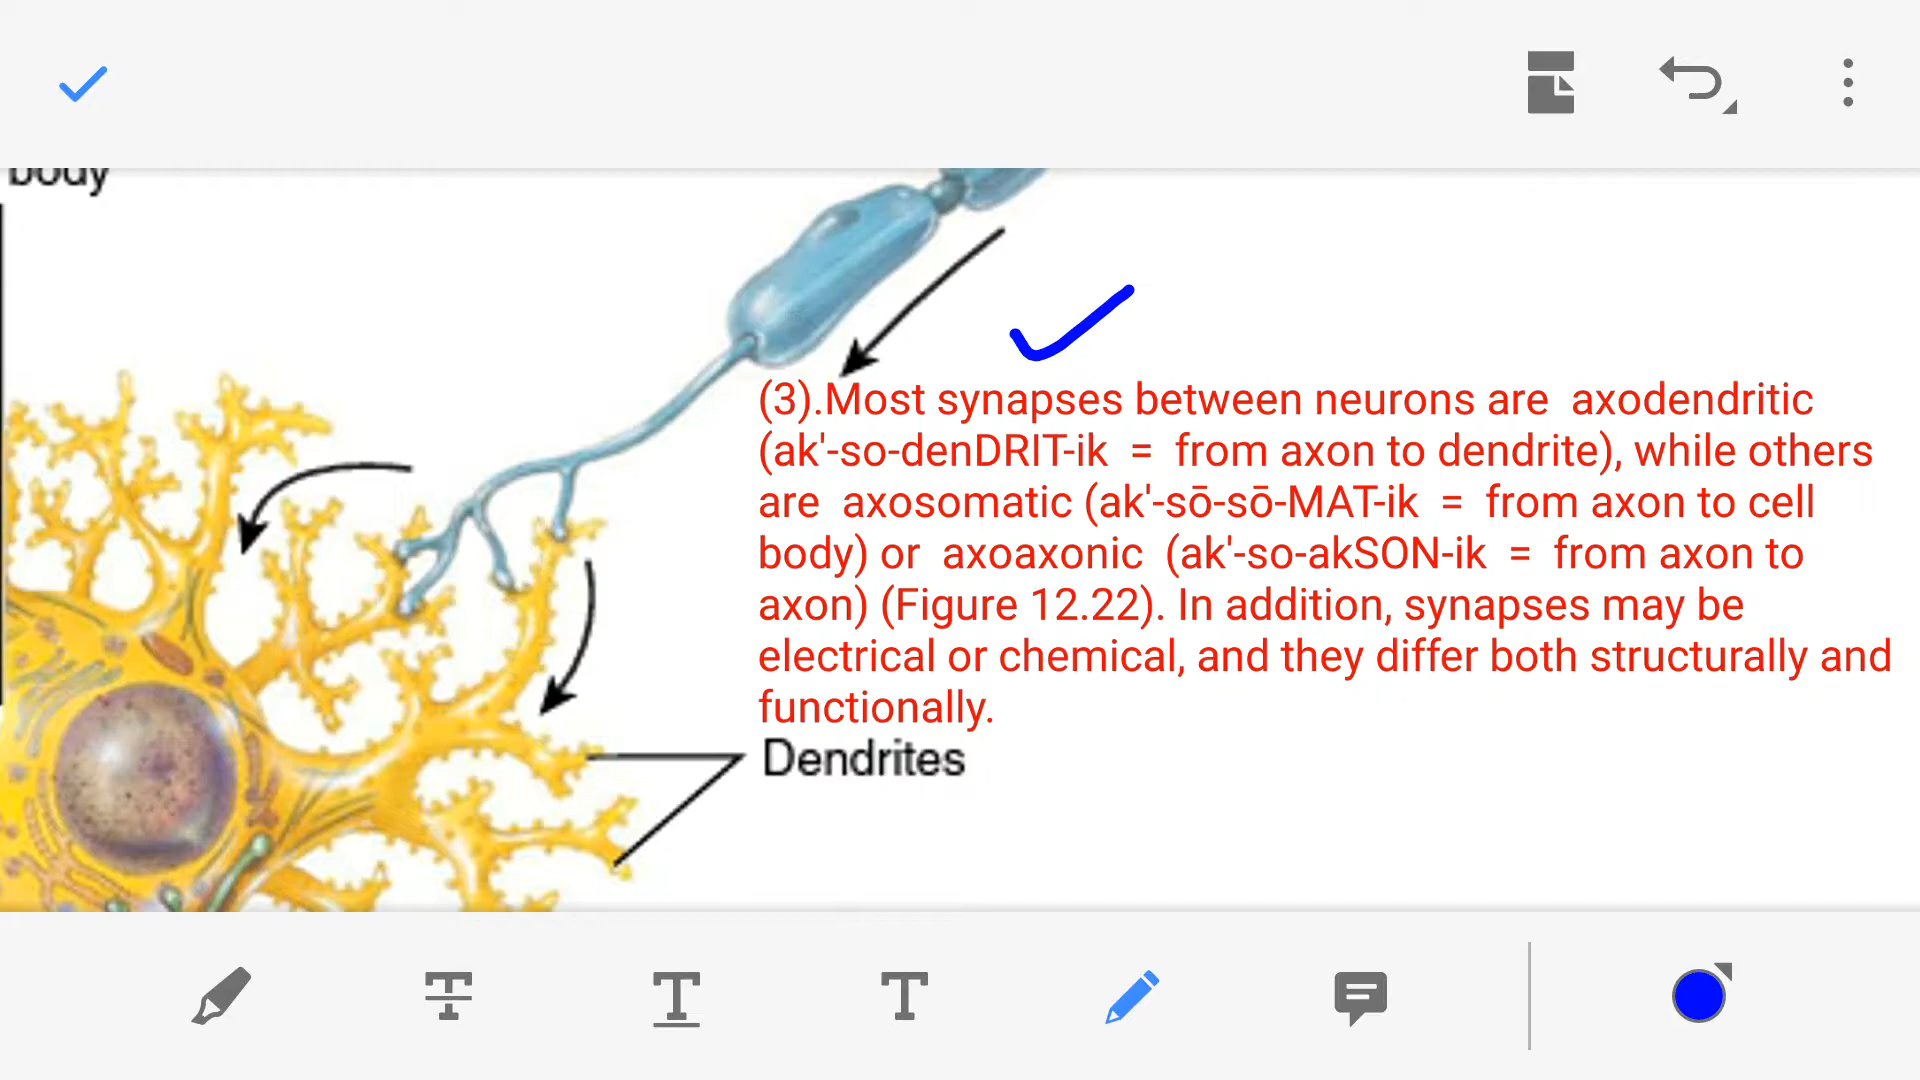 body
(3).Most synapses between neurons are  axodendritic
(ak'-so-denDRIT-ik  =  from axon to dendrite), while others
are  axosomatic (ak'-sō-sō-MAT-ik  =  from axon to cell
body) or  axoaxonic  (ak'-so-akSON-ik  =  from axon to
axon) (Figure 12.22). In addition, synapses may be
electrical or chemical, and they differ both structurally and
functionally.
Dendrites